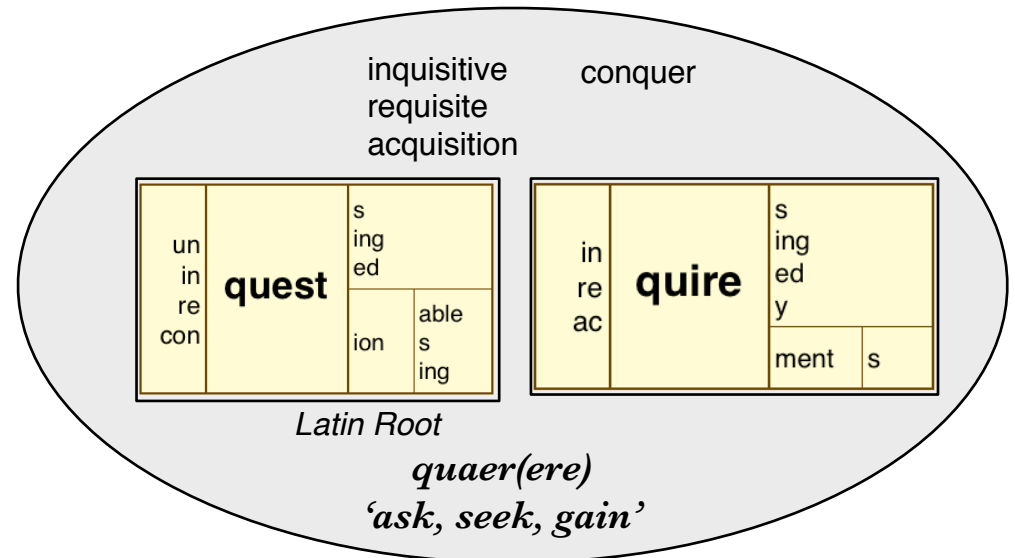 inquisitive
requisite
acquisition
conquer
un
in
re
con
quest
s
ing
ed
ion
able
s
ing
in
re
ac
quire
s
ing
ed
y
ment
s
Latin Root
quaer(ere)
‘ask, seek, gain’